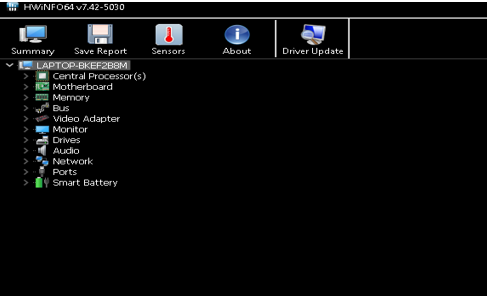 HWiNFO64 v7.42-5030
Summary Save Report Sensors About Driver Update
LAPTOP-BKEF2B8M
Central Processor(s)
Motherboard
Memory
Bus
Video Adapter
Monitor
Drives
Audio
Network
Ports
Smart Battery